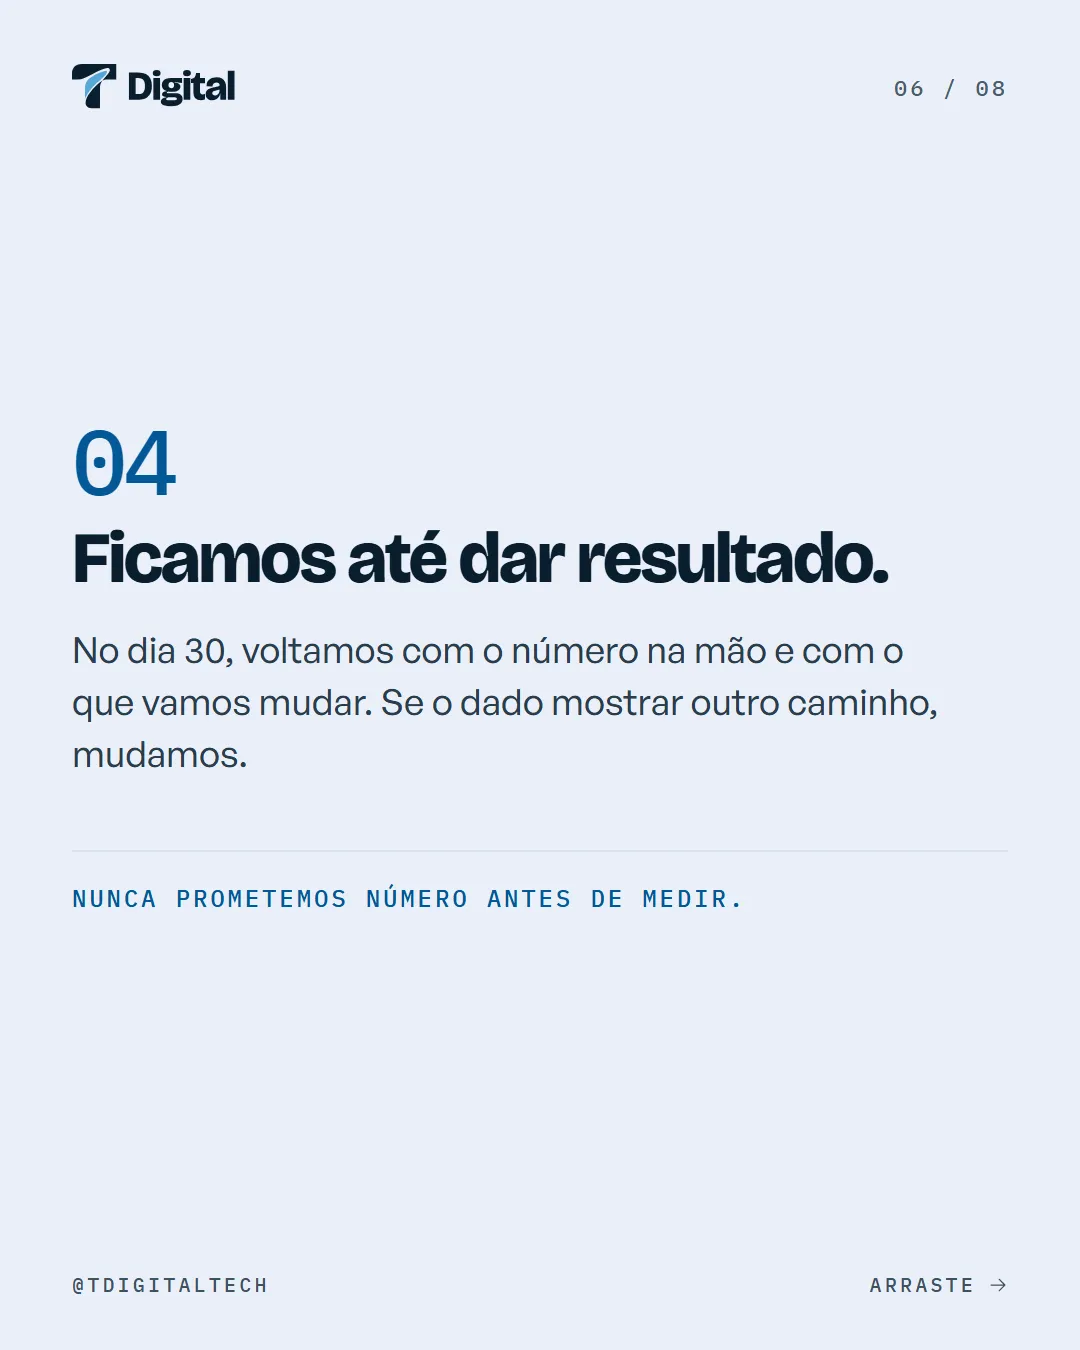 Digital
06 / 08
04
Ficamos até dar resultado.
No dia 30, voltamos com o número na mão e com o
que vamos mudar. Se o dado mostrar outro caminho,
mudamos.
NUNCA PROMETEMOS NÚMERO ANTES DE MEDIR.
@TDIGITALTECH
ARRASTE →